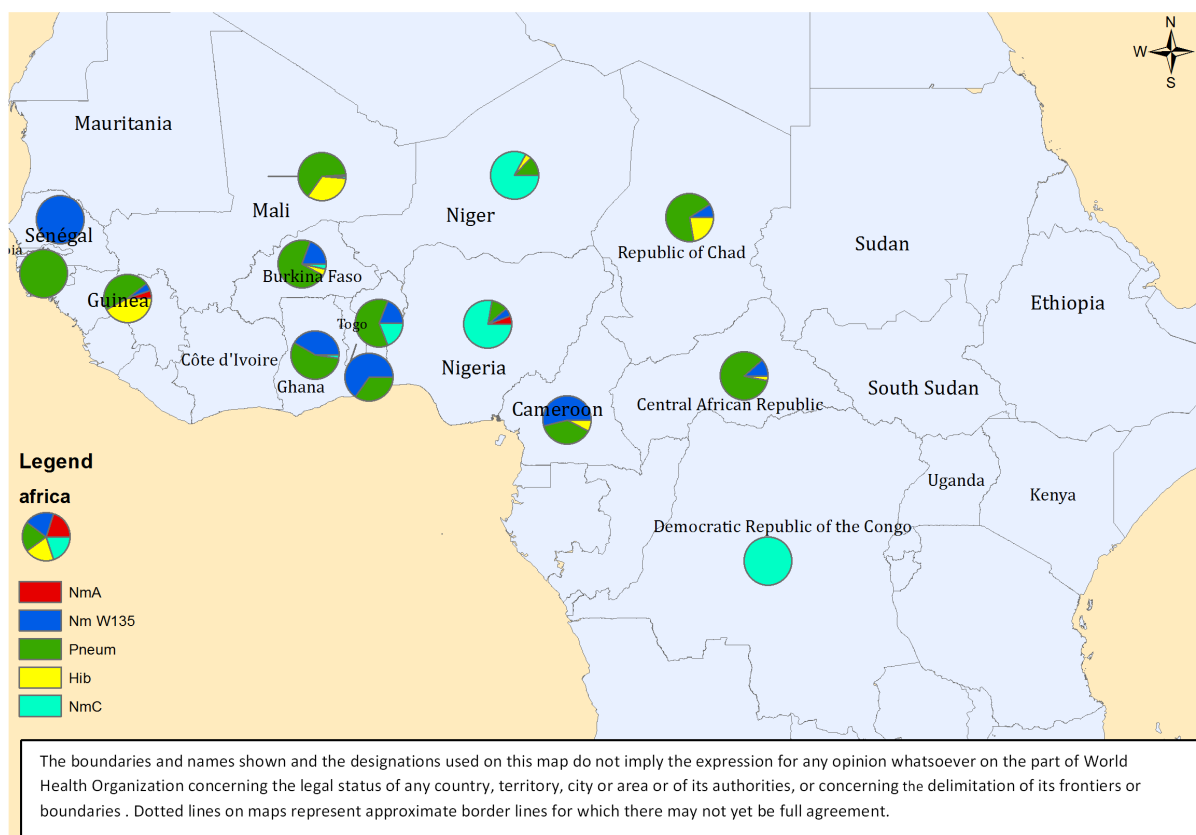 N
W
E
S
Mauritania
Mali
Niger
Sénégal
Republic of Chad
Sudan
Burkina Faso
Guinea
Ethiopia
Togo
Côte d'Ivoire
Nigeria
Ghana
South Sudan
Cameroon
Central African Republic
Uganda
Kenya
Democratic Republic of the Congo
Legend
africa
NmA
Nm W135
Pneum
Hib
NmC
The boundaries and names shown and the designations used on this map do not imply the expression for any opinion whatsoever on the part of World
Health Organization concerning the legal status of any country, territory, city or area or of its authorities, or concerning the delimitation of its frontiers or
boundaries . Dotted lines on maps represent approximate border lines for which there may not yet be full agreement.